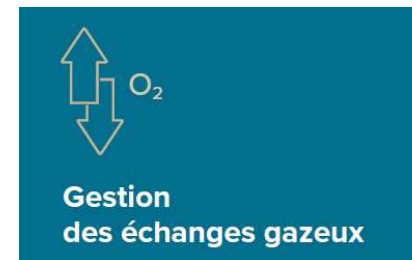 O₂
Gestion
des échanges gazeux